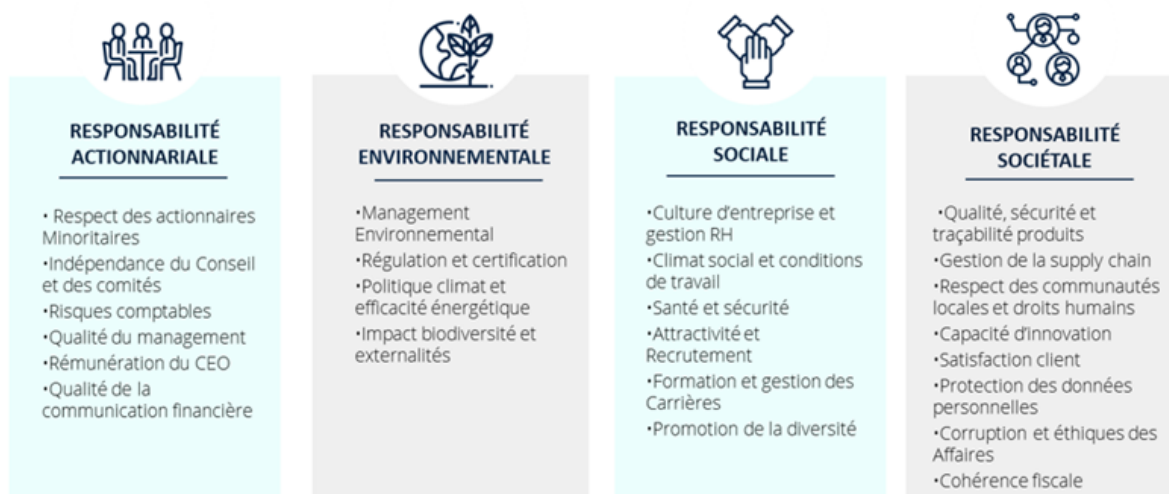 RESPONSABILITÉ
ACTIONNARIALE
• Respect des actionnaires
Minoritaires
•Indépendance du Conseil
et des comités
•Risques comptables
•Qualité du management
•Rémunération du CEO
•Qualité de la
communication financière
RESPONSABILITÉ
ENVIRONNEMENTALE
•Management
Environnemental
•Régulation et certification
•Politique climat et
efficacité énergétique
•Impact biodiversité et
externalités
RESPONSABILITÉ
SOCIALE
•Culture d'entreprise et
gestion RH
•Climat social et conditions
de travail
•Santé et sécurité
•Attractivité et
Recrutement
•Formation et gestion des
Carrières
•Promotion de la diversité
RESPONSABILITÉ
SOCIÉTALE
•Qualité, sécurité et
traçabilité produits
•Gestion de la supply chain
•Respect des communautés
locales et droits humains
•Capacité d'innovation
•Satisfaction client
•Protection des données
personnelles
•Corruption et éthiques des
Affaires
•Cohérence fiscale